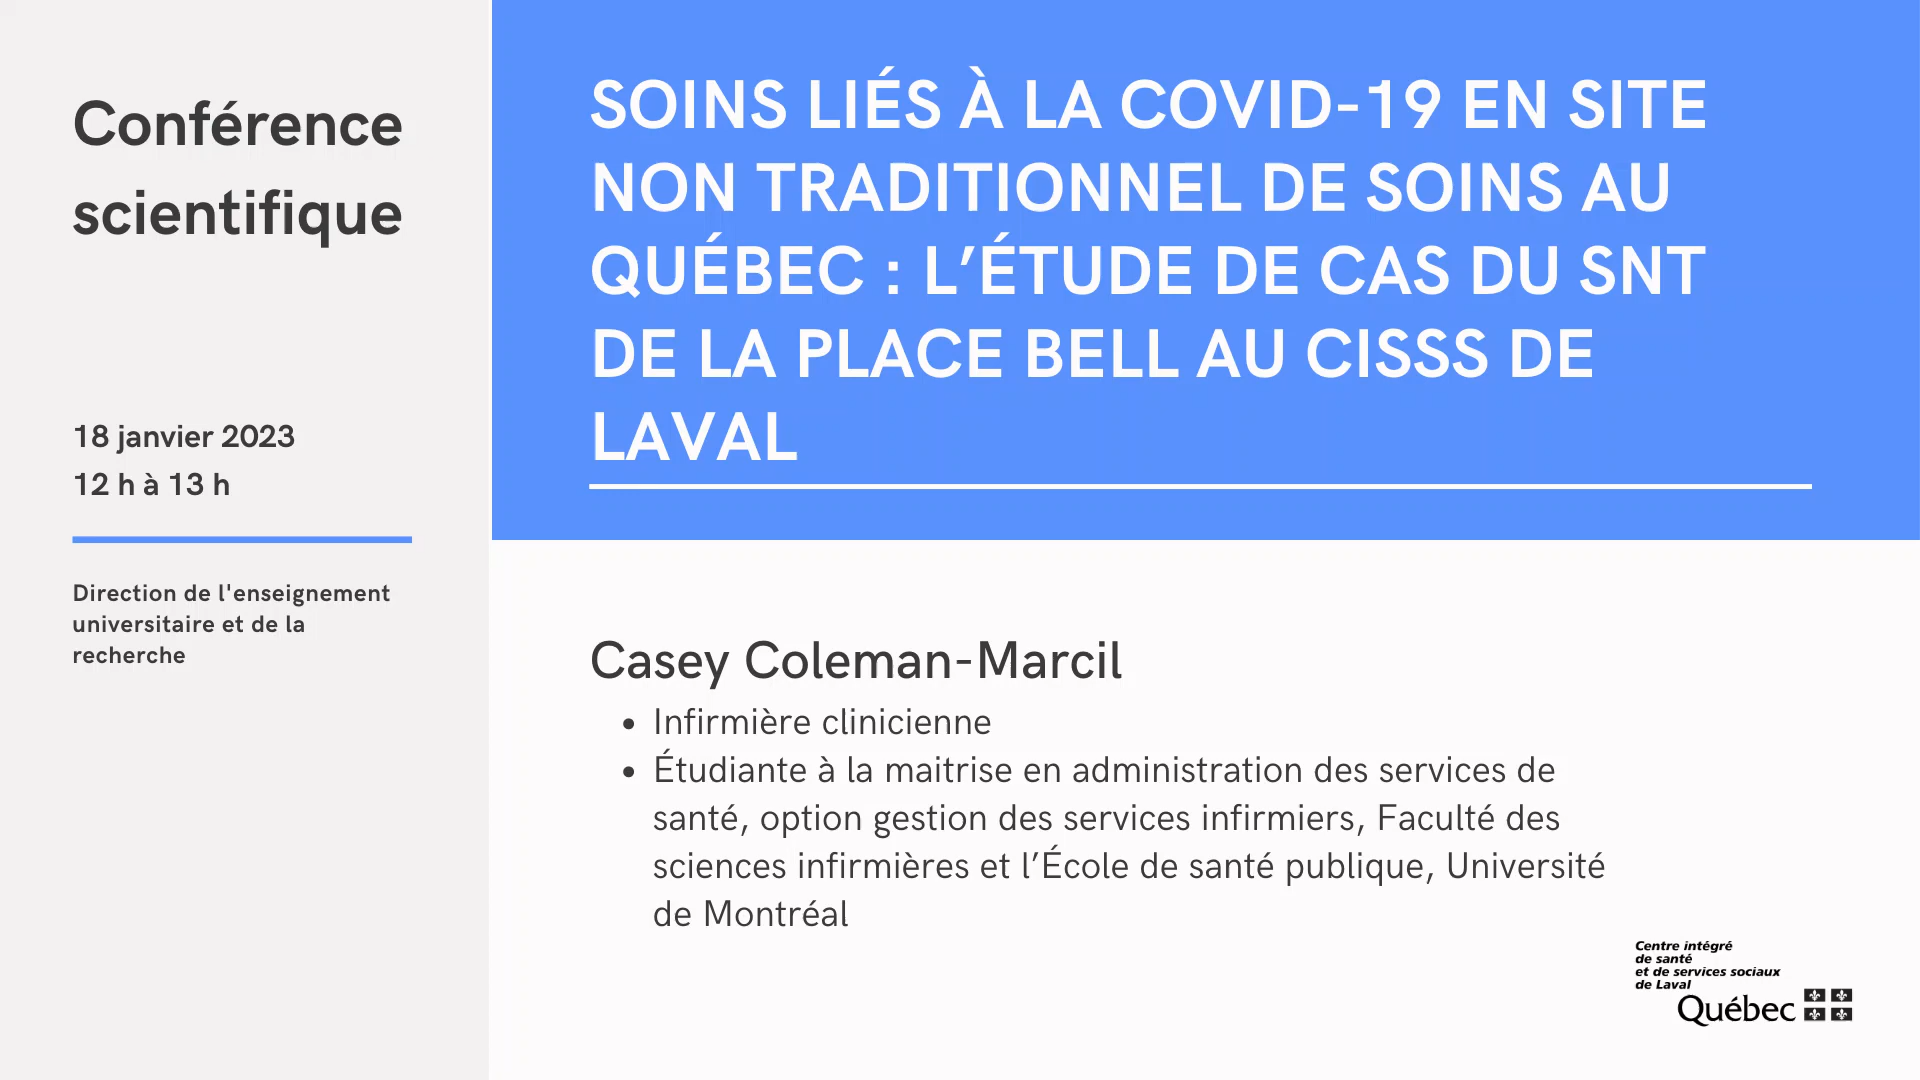 Conférence
scientifique
18 janvier 2023
12 h à 13 h
Direction de l'enseignement
universitaire et de la
recherche
SOINS LIÉS À LA COVID-19 EN SITE
NON TRADITIONNEL DE SOINS AU
QUÉBEC : L’ÉTUDE DE CAS DU SNT
DE LA PLACE BELL AU CISSS DE
LAVAL
Casey Coleman-Marcil
• Infirmière clinicienne
• Étudiante à la maitrise en administration des services de
santé, option gestion des services infirmiers, Faculté des
sciences infirmières et l’École de santé publique, Université
de Montréal
Centre intégré
de santé
et de services sociaux
de Laval
Québec